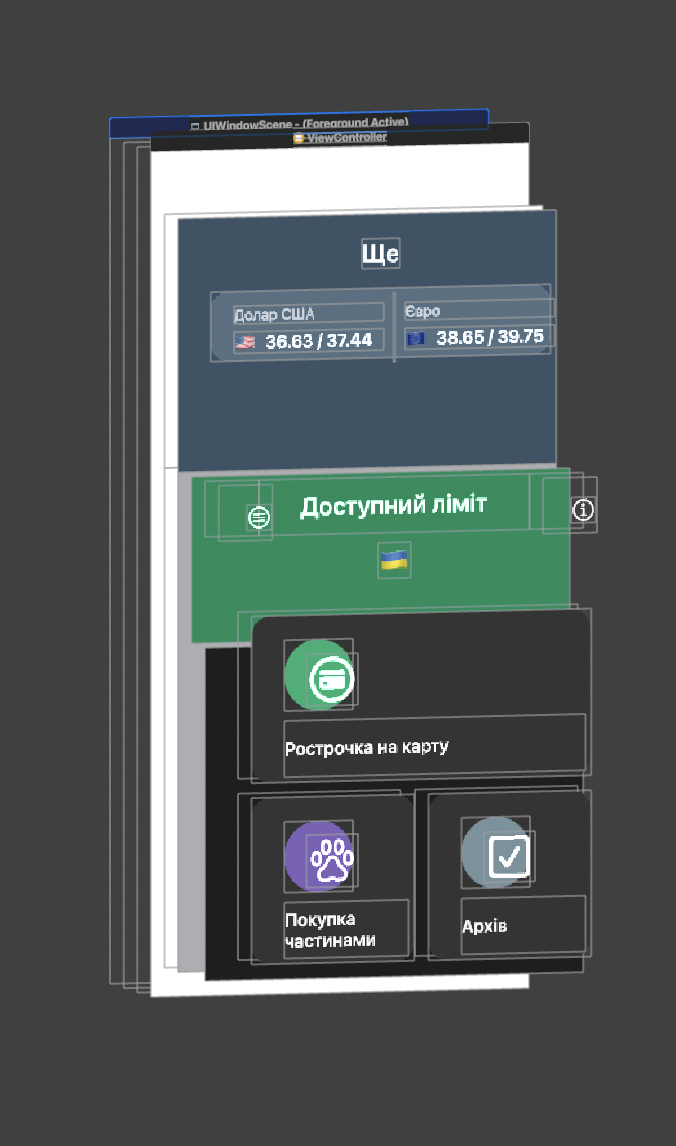 UIWindowScene - (Foreground Active)
ViewController
Ще
Долар США
Євро
36.63 / 37.44
38.65 / 39.75
Доступний ліміт
Рострочка на карту
Покупка
частинами
Архів